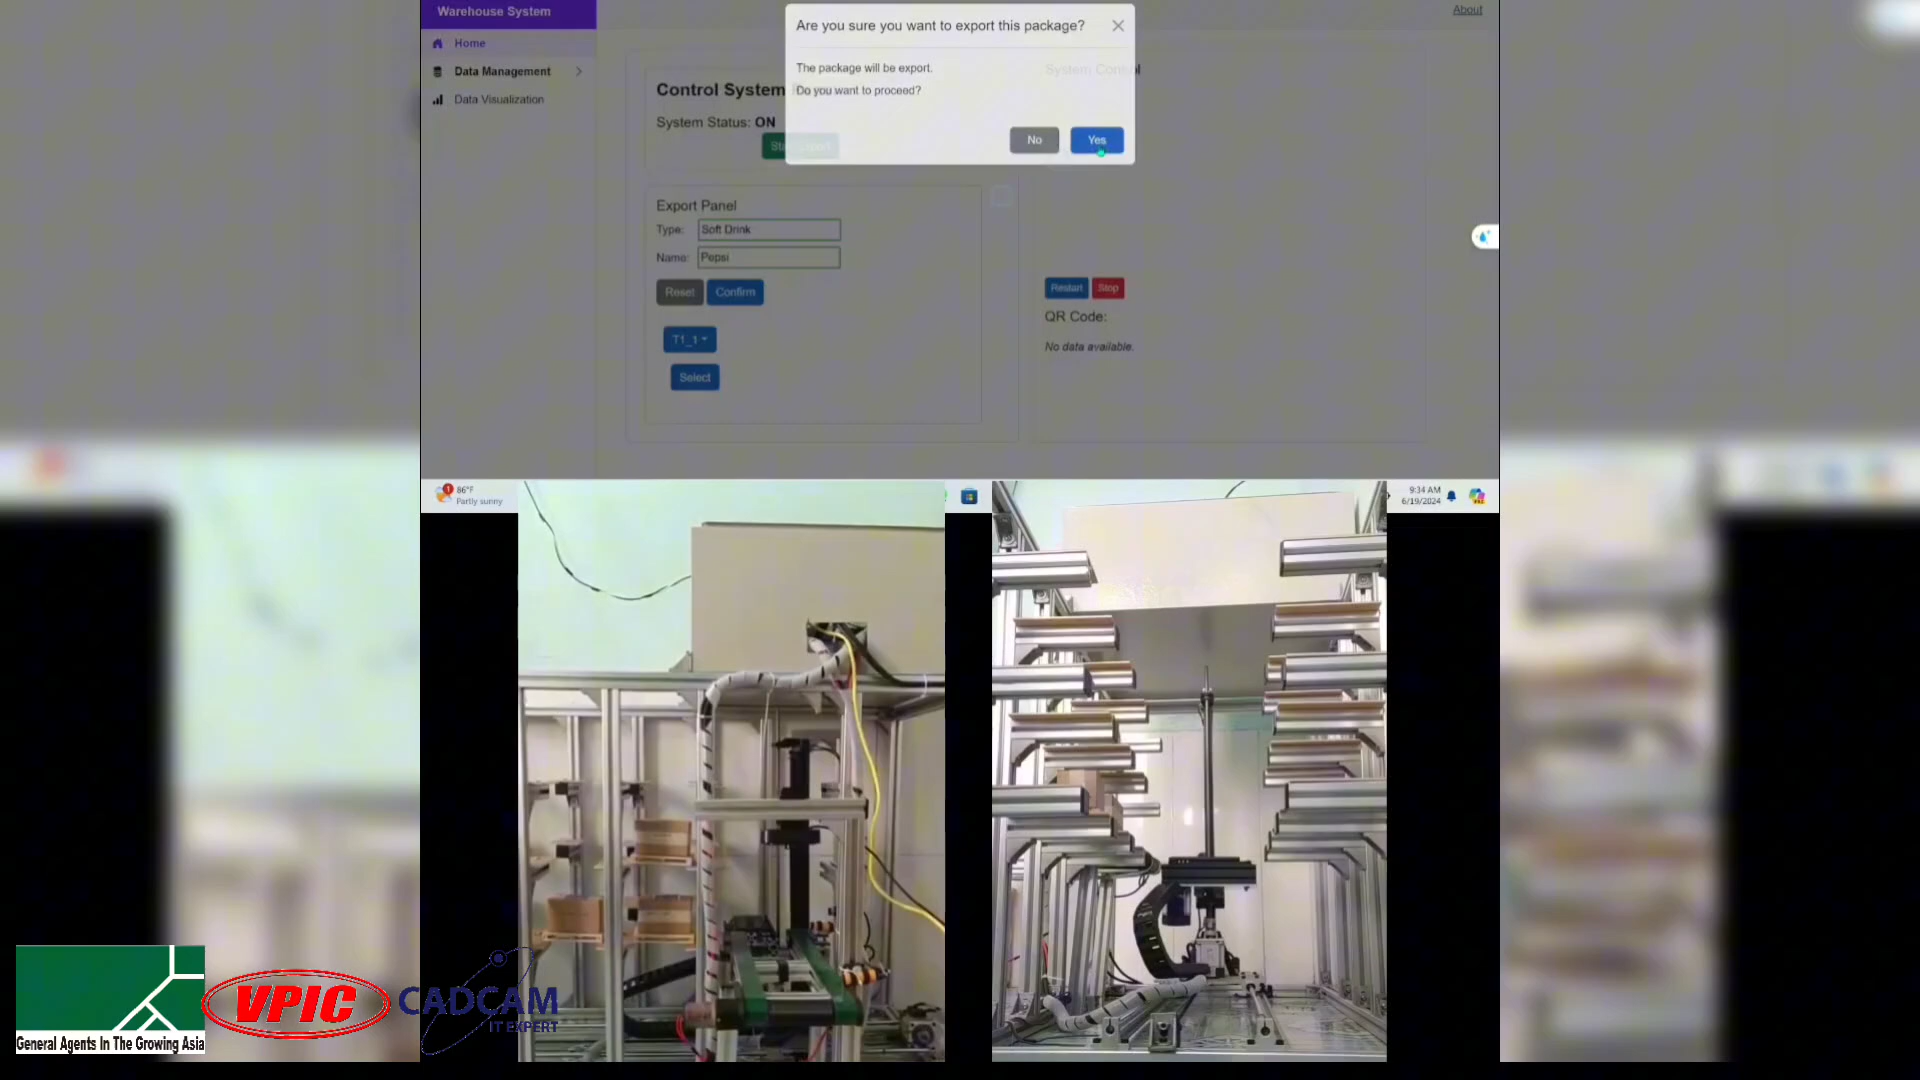 Warehouse System
About
Home
Data Management
Data Visualization
Are you sure you want to export this package?
The package will be export.
Do you want to proceed?
No
Yes
Control System
System Status: ON
System Control
Export Panel
Type:
Soft Drink
Name:
Pepsi
Reset
Confirm
T1_1
Select
Restart
Stop
QR Code:
No data available.
1
86°F
Partly sunny
9:34 AM
6/19/2024
General Agents In The Growing Asia
VPIC
CADCAM
IT EXPERT